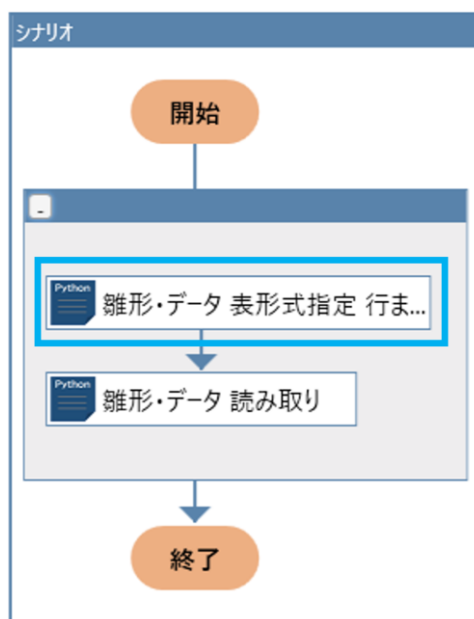 シナリオ
開始
-
Python
雛形・データ 表形式指定 行ま...
Python
雛形・データ 読み取り
終了